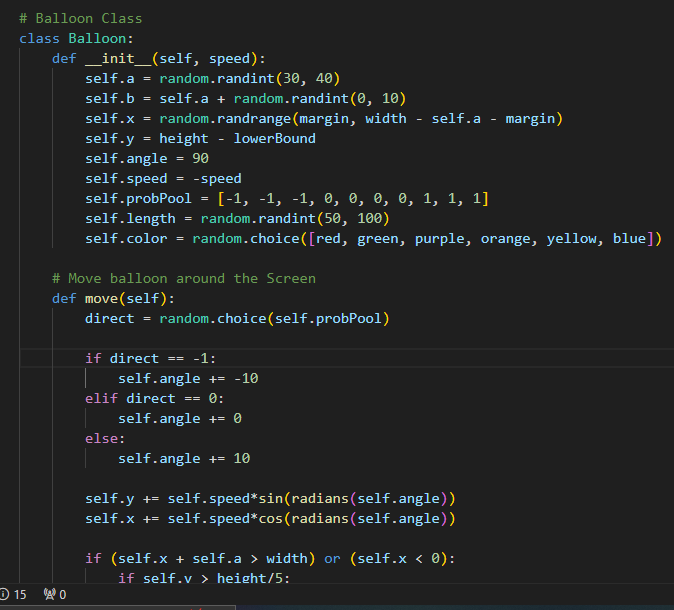 # Balloon Class
class Balloon:
    def __init__(self, speed):
        self.a = random.randint(30, 40)
        self.b = self.a + random.randint(0, 10)
        self.x = random.randrange(margin, width - self.a - margin)
        self.y = height - lowerBound
        self.angle = 90
        self.speed = -speed
        self.probPool = [-1, -1, -1, 0, 0, 0, 0, 1, 1, 1]
        self.length = random.randint(50, 100)
        self.color = random.choice([red, green, purple, orange, yellow, blue])

    # Move balloon around the Screen
    def move(self):
        direct = random.choice(self.probPool)

        if direct == -1:
            self.angle += -10
        elif direct == 0:
            self.angle += 0
        else:
            self.angle += 10

        self.y += self.speed*sin(radians(self.angle))
        self.x += self.speed*cos(radians(self.angle))

        if (self.x + self.a > width) or (self.x < 0):
            if self.y > height/5:
15 0